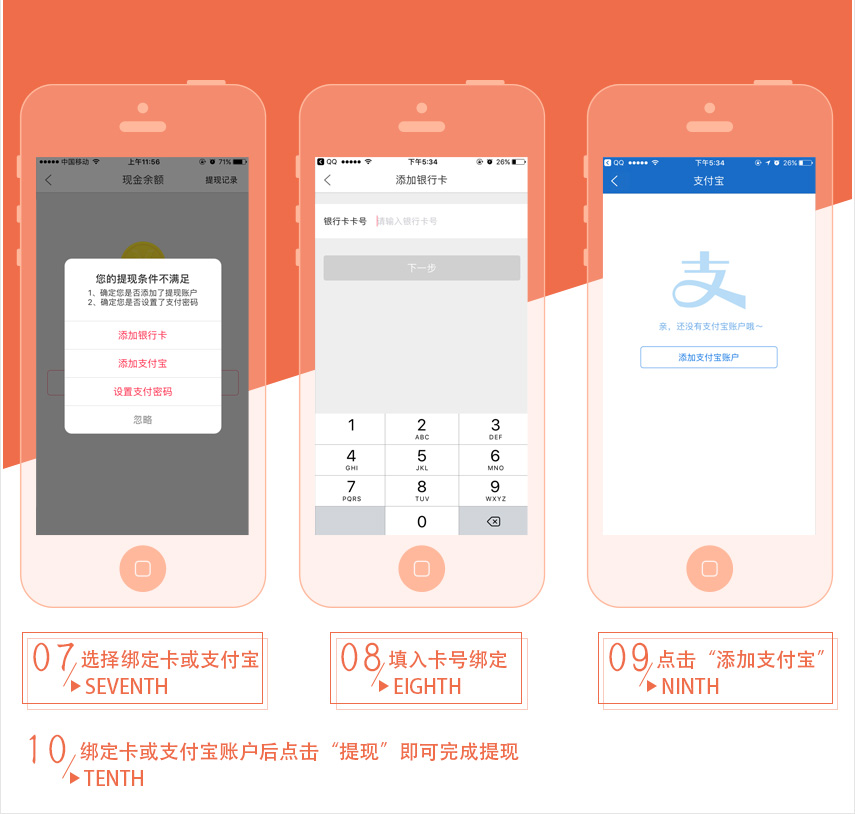 中国移动 上午11:56 71%
现金余额 提现记录
您的提现条件不满足
1、确定您是否添加了提现账户
2、确定您是否设置了支付密码
添加银行卡
添加支付宝
设置支付密码
忽略
QQ 下午5:34 26%
添加银行卡
银行卡卡号 请输入银行卡号
下一步
1 2 3
ABC DEF
4 5 6
GHI JKL MNO
7 8 9
PQRS TUV WXYZ
0
QQ 下午5:34 26%
支付宝
支
亲，还没有支付宝账户哦～
添加支付宝账户
07 选择绑定卡或支付宝
SEVENTH
08 填入卡号绑定
EIGHTH
09 点击“添加支付宝”
NINTH
10 绑定卡或支付宝账户后点击“提现”即可完成提现
TENTH